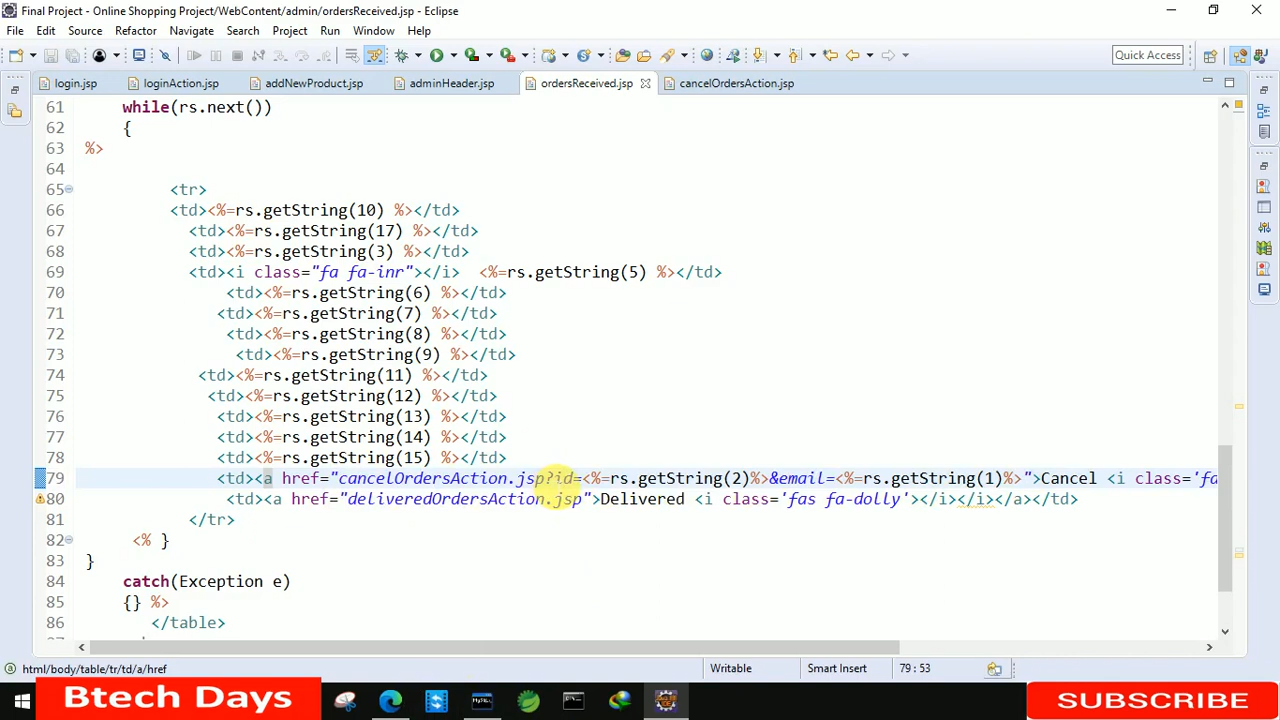 Final Project - Online Shopping Project/WebContent/admin/ordersReceived.jsp - Eclipse
File Edit Source Refactor Navigate Search Project Run Window Help
Quick Access
login.jsp loginAction.jsp addNewProduct.jsp adminHeader.jsp ordersReceived.jsp cancelOrdersAction.jsp
61 while(rs.next())
62 {
63 %>
64
65 <tr>
66 <td><%=rs.getString(10) %></td>
67 <td><%=rs.getString(17) %></td>
68 <td><%=rs.getString(3) %></td>
69 <td><i class="fa fa-inr"></i> <%=rs.getString(5) %></td>
70 <td><%=rs.getString(6) %></td>
71 <td><%=rs.getString(7) %></td>
72 <td><%=rs.getString(8) %></td>
73 <td><%=rs.getString(9) %></td>
74 <td><%=rs.getString(11) %></td>
75 <td><%=rs.getString(12) %></td>
76 <td><%=rs.getString(13) %></td>
77 <td><%=rs.getString(14) %></td>
78 <td><%=rs.getString(15) %></td>
79 <td><a href="cancelOrdersAction.jsp?id=<%=rs.getString(2)%>&email=<%=rs.getString(1)%>">Cancel <i class='fa
80 <td><a href="deliveredOrdersAction.jsp">Delivered <i class='fas fa-dolly'></i></i></a></td>
81 </tr>
82 <% }
83 }
84 catch(Exception e)
85 {} %>
86 </table>
html/body/table/tr/td/a/href Writable Smart Insert 79 : 53
Btech Days SUBSCRIBE